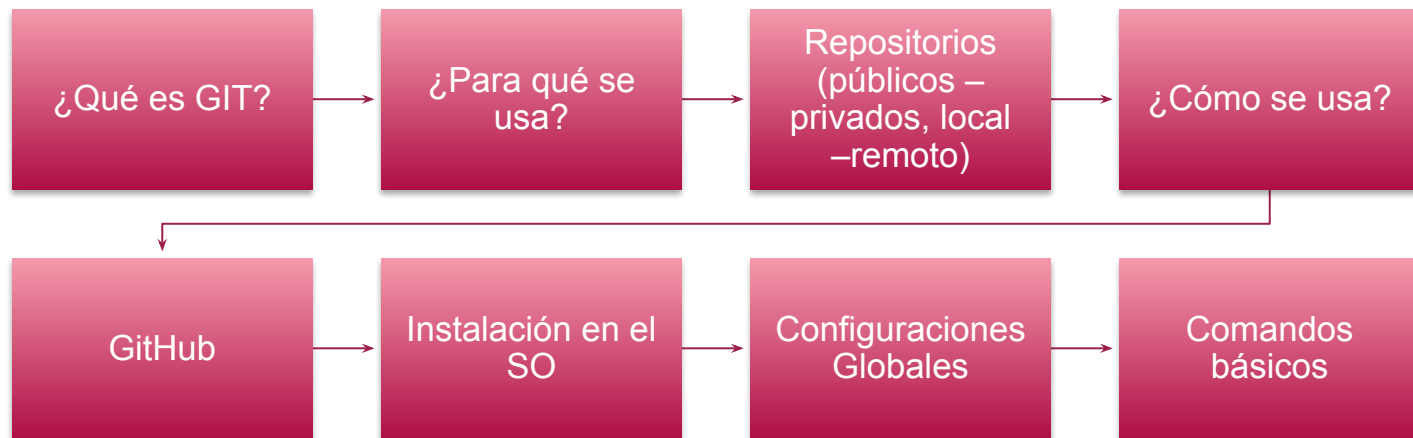 ¿Qué es GIT?
¿Para qué se
usa?
Repositorios
(públicos –
privados, local
–remoto)
¿Cómo se usa?
GitHub
Instalación en el
SO
Configuraciones
Globales
Comandos
básicos